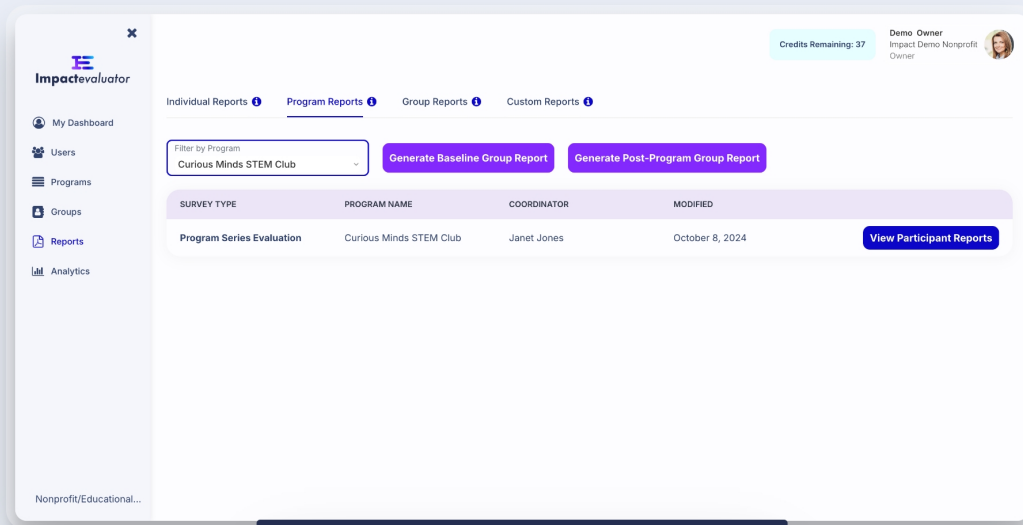 ✖
Impactevaluator
My Dashboard
Users
Programs
Groups
Reports
Analytics
Nonprofit/Educational...
Credits Remaining: 37
Demo Owner
Impact Demo Nonprofit
Owner
Individual Reports
Program Reports
Group Reports
Custom Reports
Filter by Program
Curious Minds STEM Club
Generate Baseline Group Report
Generate Post-Program Group Report
SURVEY TYPE PROGRAM NAME COORDINATOR MODIFIED
Program Series Evaluation Curious Minds STEM Club Janet Jones October 8, 2024 View Participant Reports